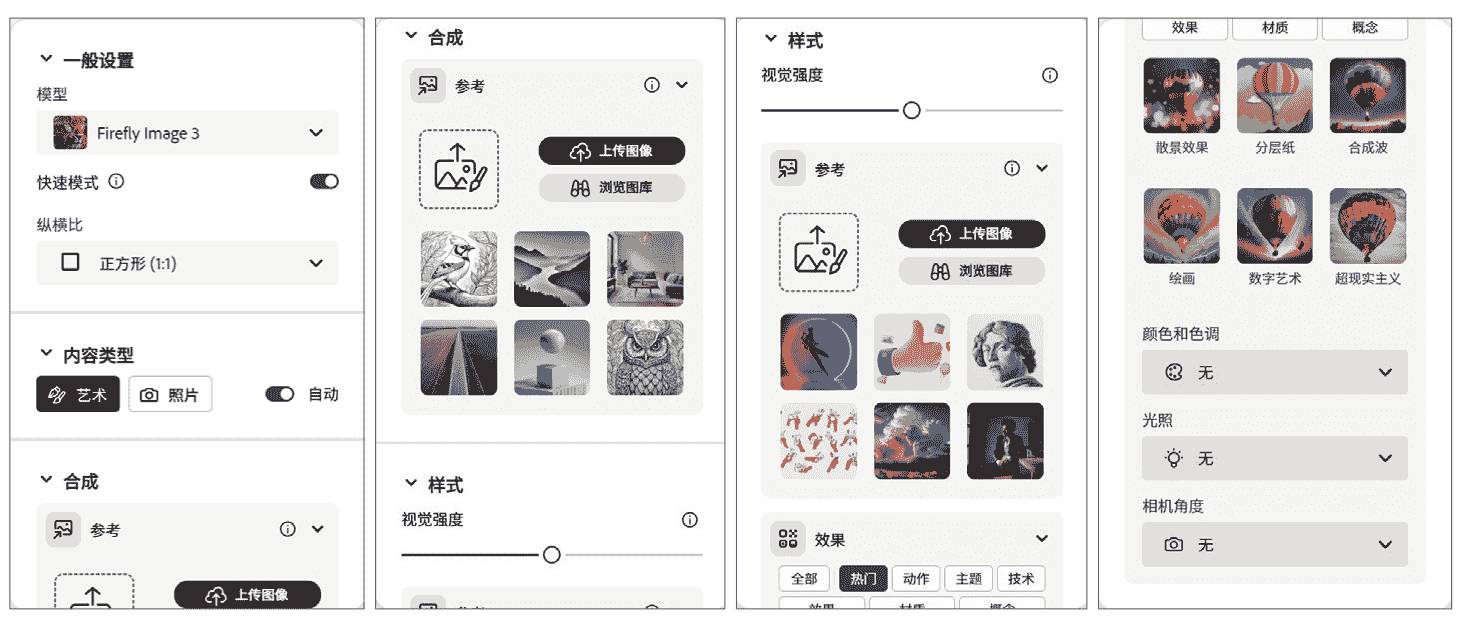 一般设置
模型
Firefly Image 3
快速模式
纵横比
正方形 (1:1)
内容类型
艺术 照片 自动
合成
参考
上传图像
合成
参考
上传图像
浏览图库
样式
视觉强度
样式
视觉强度
参考
上传图像
浏览图库
效果
全部 热门 动作 主题 技术
效果 材质 概念
效果 材质 概念
散景效果 分层纸 合成波
绘画 数字艺术 超现实主义
颜色和色调
无
光照
无
相机角度
无